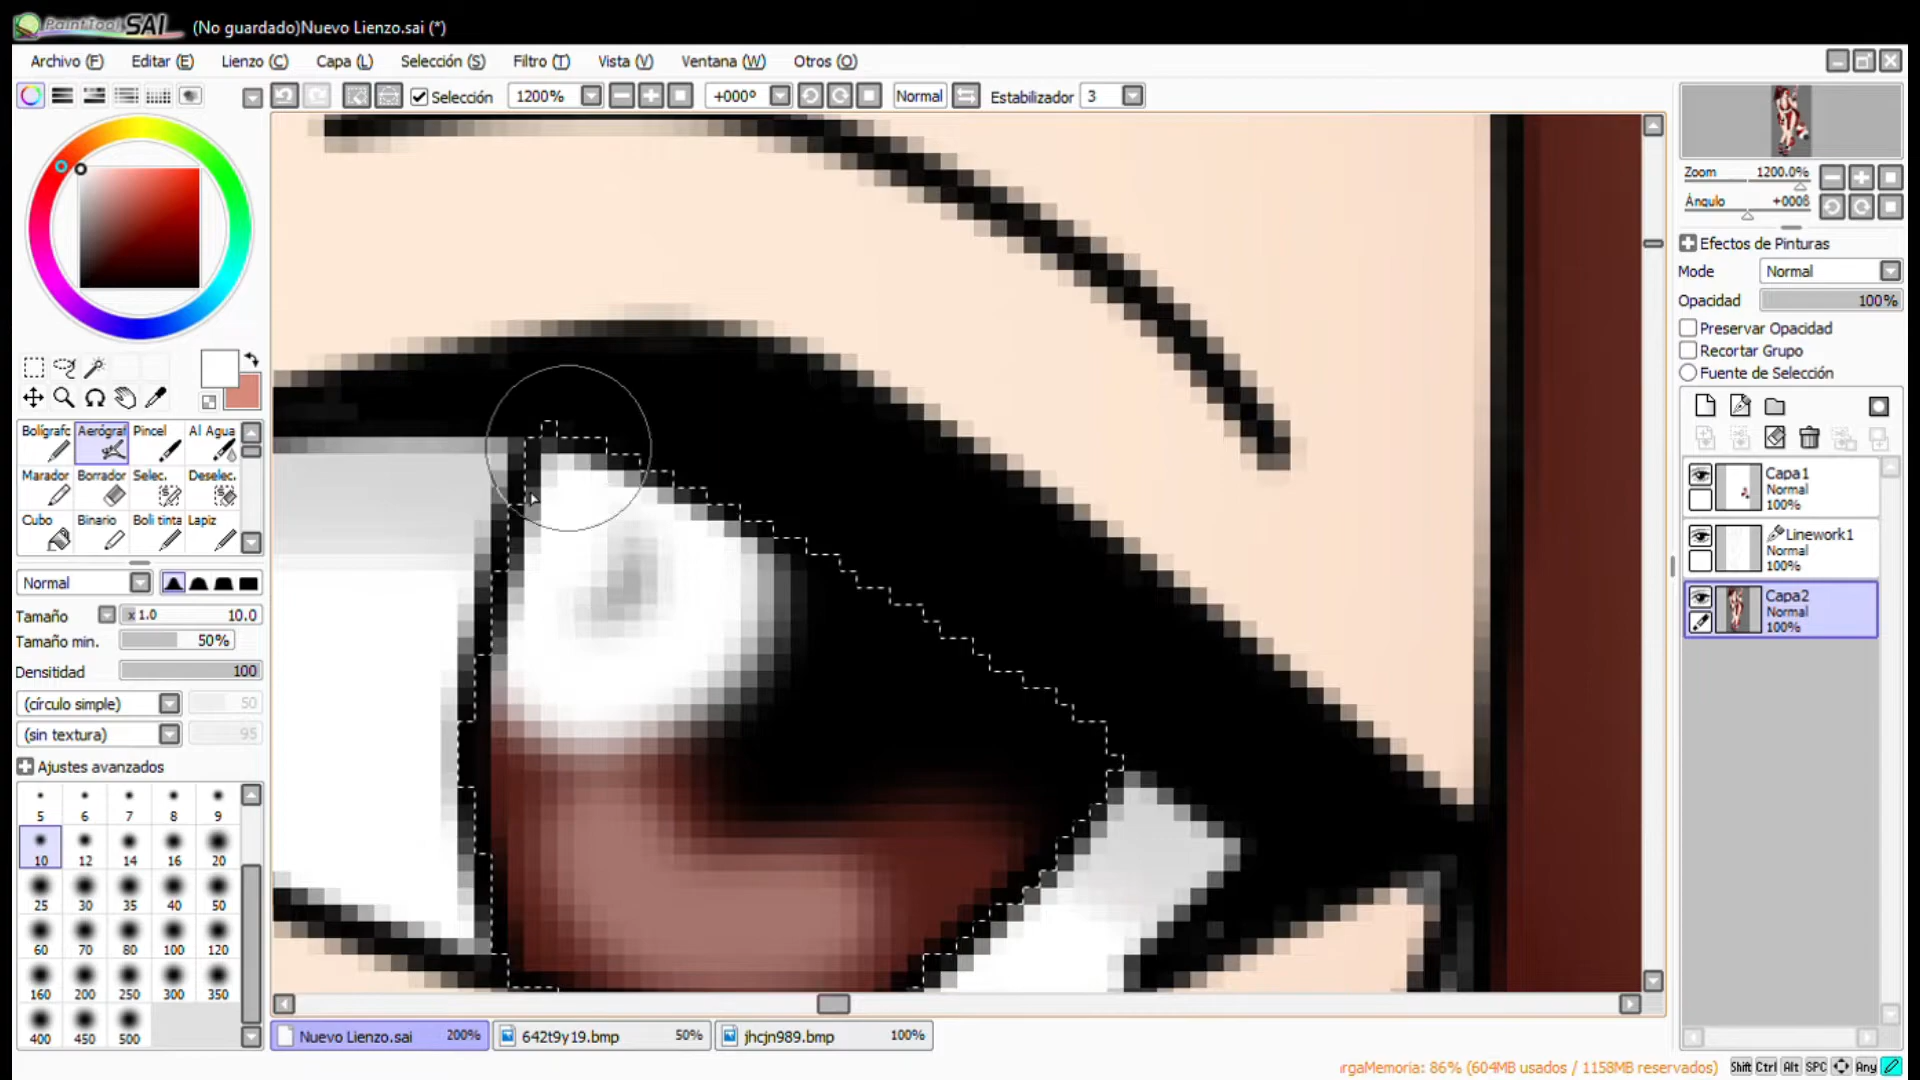 PaintTool SAI (No guardado)Nuevo Lienzo.sai (*)
Archivo (F) Editar (E) Lienzo (C) Capa (L) Selección (S) Filtro (T) Vista (V) Ventana (W) Otros (O)
Selección 1200% +000º Normal Estabilizador 3
Zoom 1200.0%
Ángulo +000ß
Efectos de Pinturas
Mode Normal
Opacidad 100%
Preservar Opacidad
Recortar Grupo
Fuente de Selección
Bolígrafc Aerógraf Pincel Al Agua
Marador Borrador Selec. Deselec.
Cubo Binario Boli tinta Lapiz
Normal
Tamaño x1.0 10.0
Tamaño min. 50%
Densitidad 100
(círculo simple) 50
(sin textura) 95
Ajustes avanzados
5 6 7 8 9
10 12 14 16 20
25 30 35 40 50
60 70 80 100 120
160 200 250 300 350
400 450 500
Capa1
Normal
100%
Linework1
Normal
100%
Capa2
Normal
100%
Nuevo Lienzo.sai 200% 642t9y19.bmp 50% jhcjn989.bmp 100%
rgaMemoria: 86% (604MB usados / 1158MB reservados) Shift Ctrl Alt SPC Any